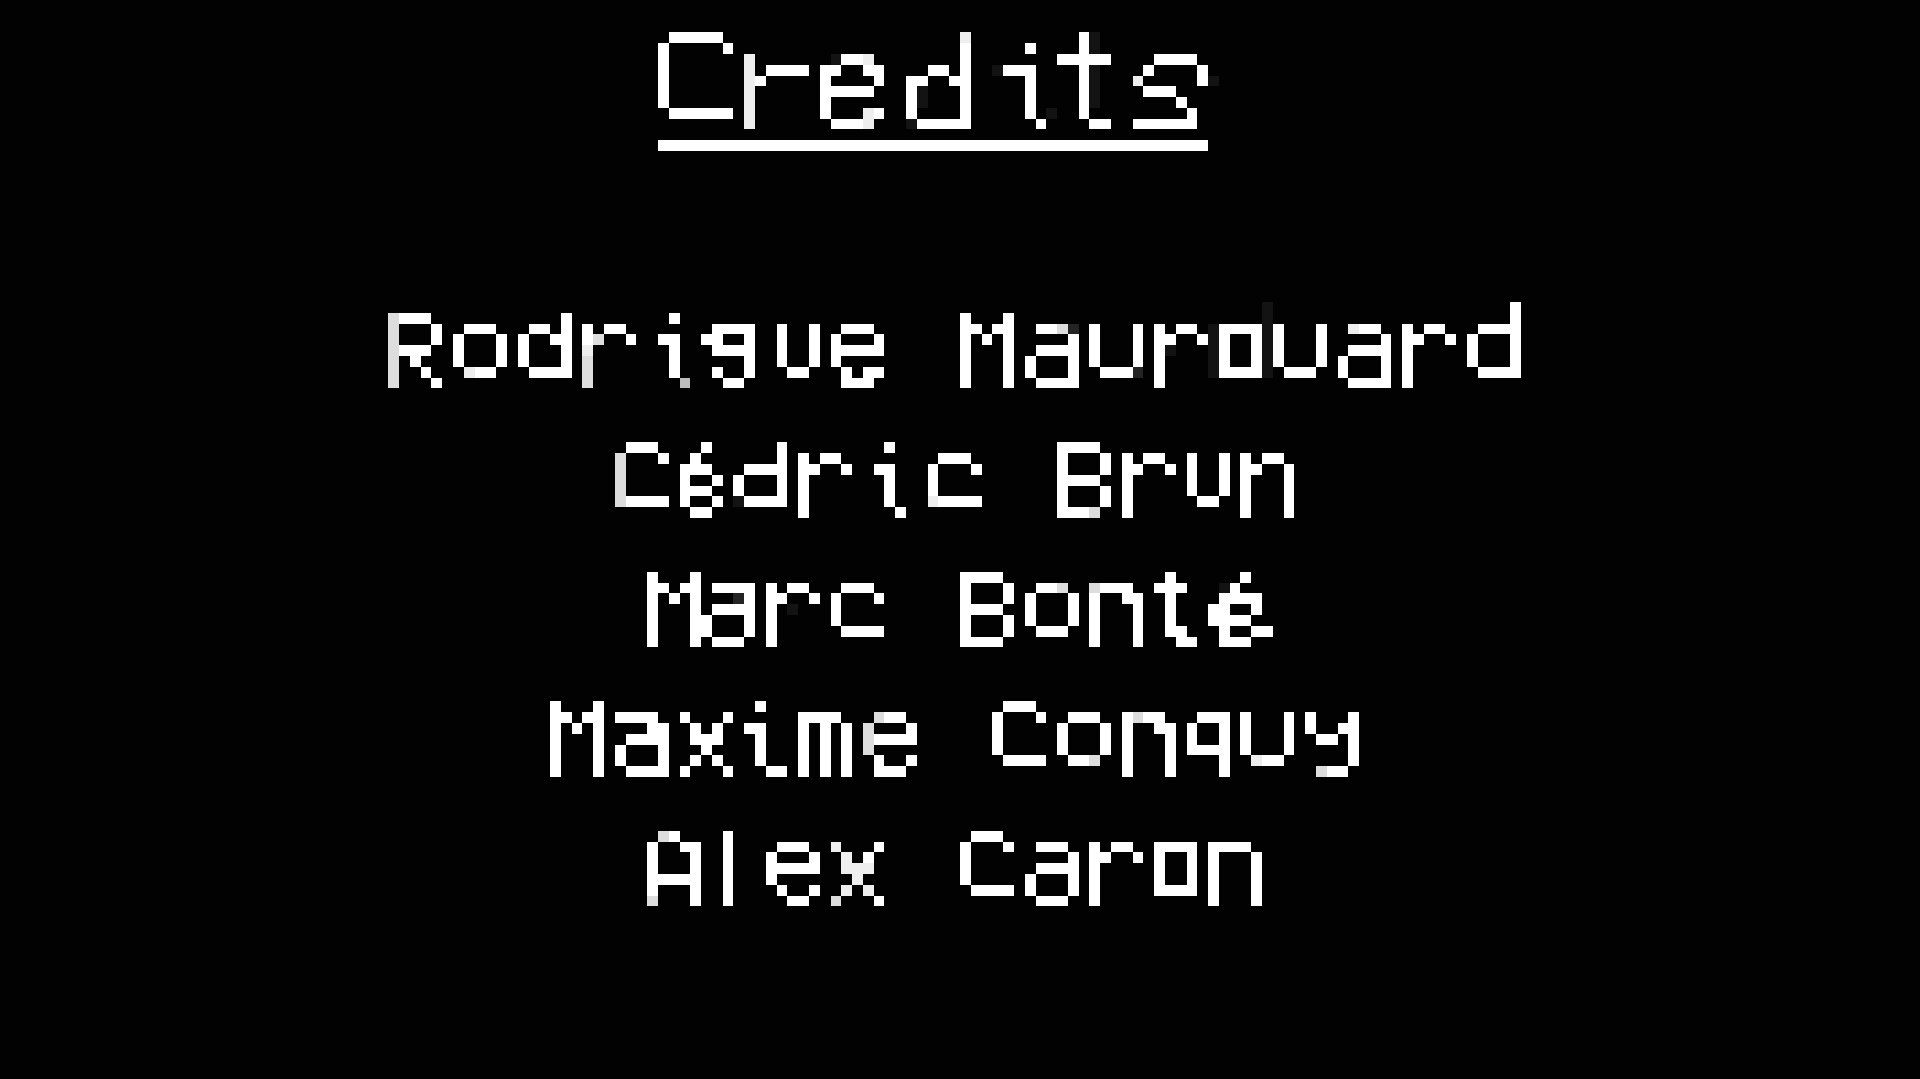 Credits
Rodrigue Maurouard
Cédric Brun
Marc Bonté
Maxime Conquy
Alex Caron